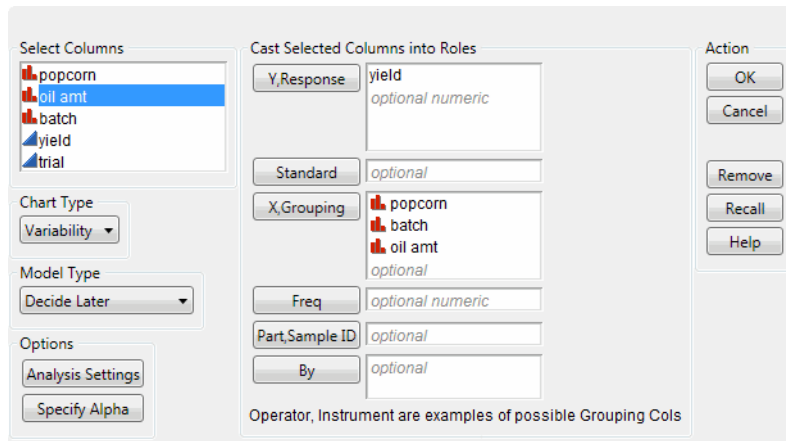 Select Columns
popcorn
oil amt
batch
yield
trial
Chart Type
Variability
Model Type
Decide Later
Options
Analysis Settings
Specify Alpha
Cast Selected Columns into Roles
Y,Response
yield
optional numeric
Standard
optional
X,Grouping
popcorn
batch
oil amt
optional
Freq
optional numeric
Part,Sample ID
optional
By
optional
Operator, Instrument are examples of possible Grouping Cols
Action
OK
Cancel
Remove
Recall
Help